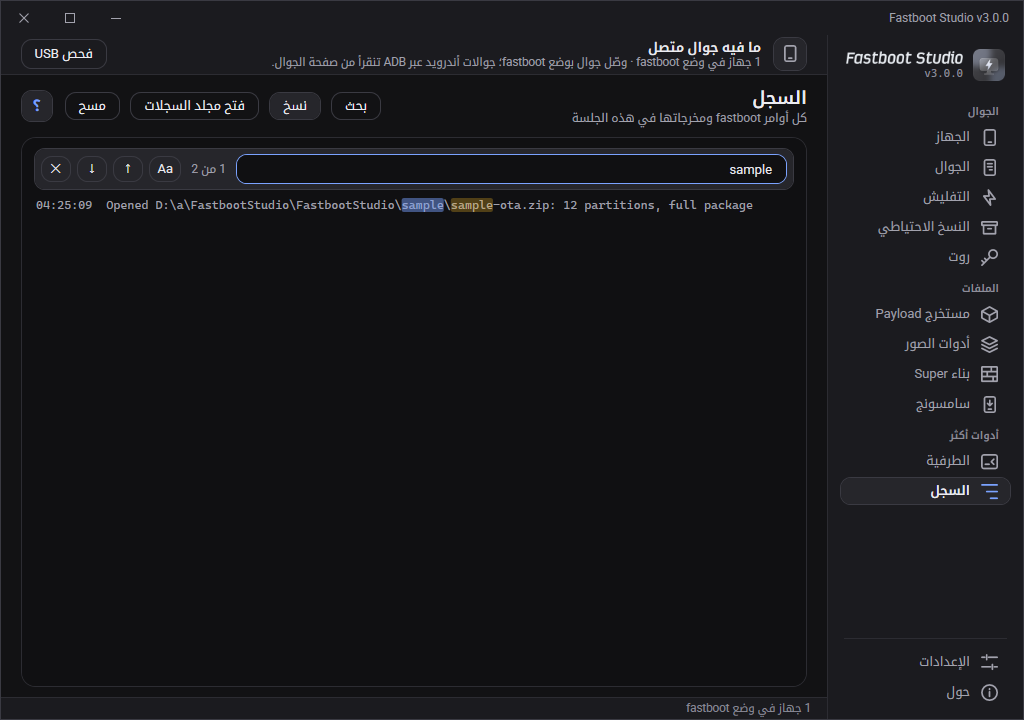 Fastboot Studio v3.0.0
Fastboot Studio
v3.0.0
الجوال
الجهاز
الجوال
التفليش
النسخ الاحتياطي
روت
الملفات
مستخرج Payload
أدوات الصور
بناء Super
سامسونج
أدوات أكثر
الطرفية
السجل
الإعدادات
حول
ما فيه جوال متصل
1 جهاز في وضع fastboot · وصّل جوال بوضع fastboot؛ جوالات أندرويد عبر ADB تنقرأ من صفحة الجوال.
فحص USB
السجل
كل أوامر fastboot ومخرجاتها في هذه الجلسة
بحث
نسخ
فتح مجلد السجلات
مسح
؟
sample
1 من 2
Aa
↑
↓
04:25:09 Opened D:\a\FastbootStudio\FastbootStudio\sample\sample-ota.zip: 12 partitions, full package
1 جهاز في وضع fastboot